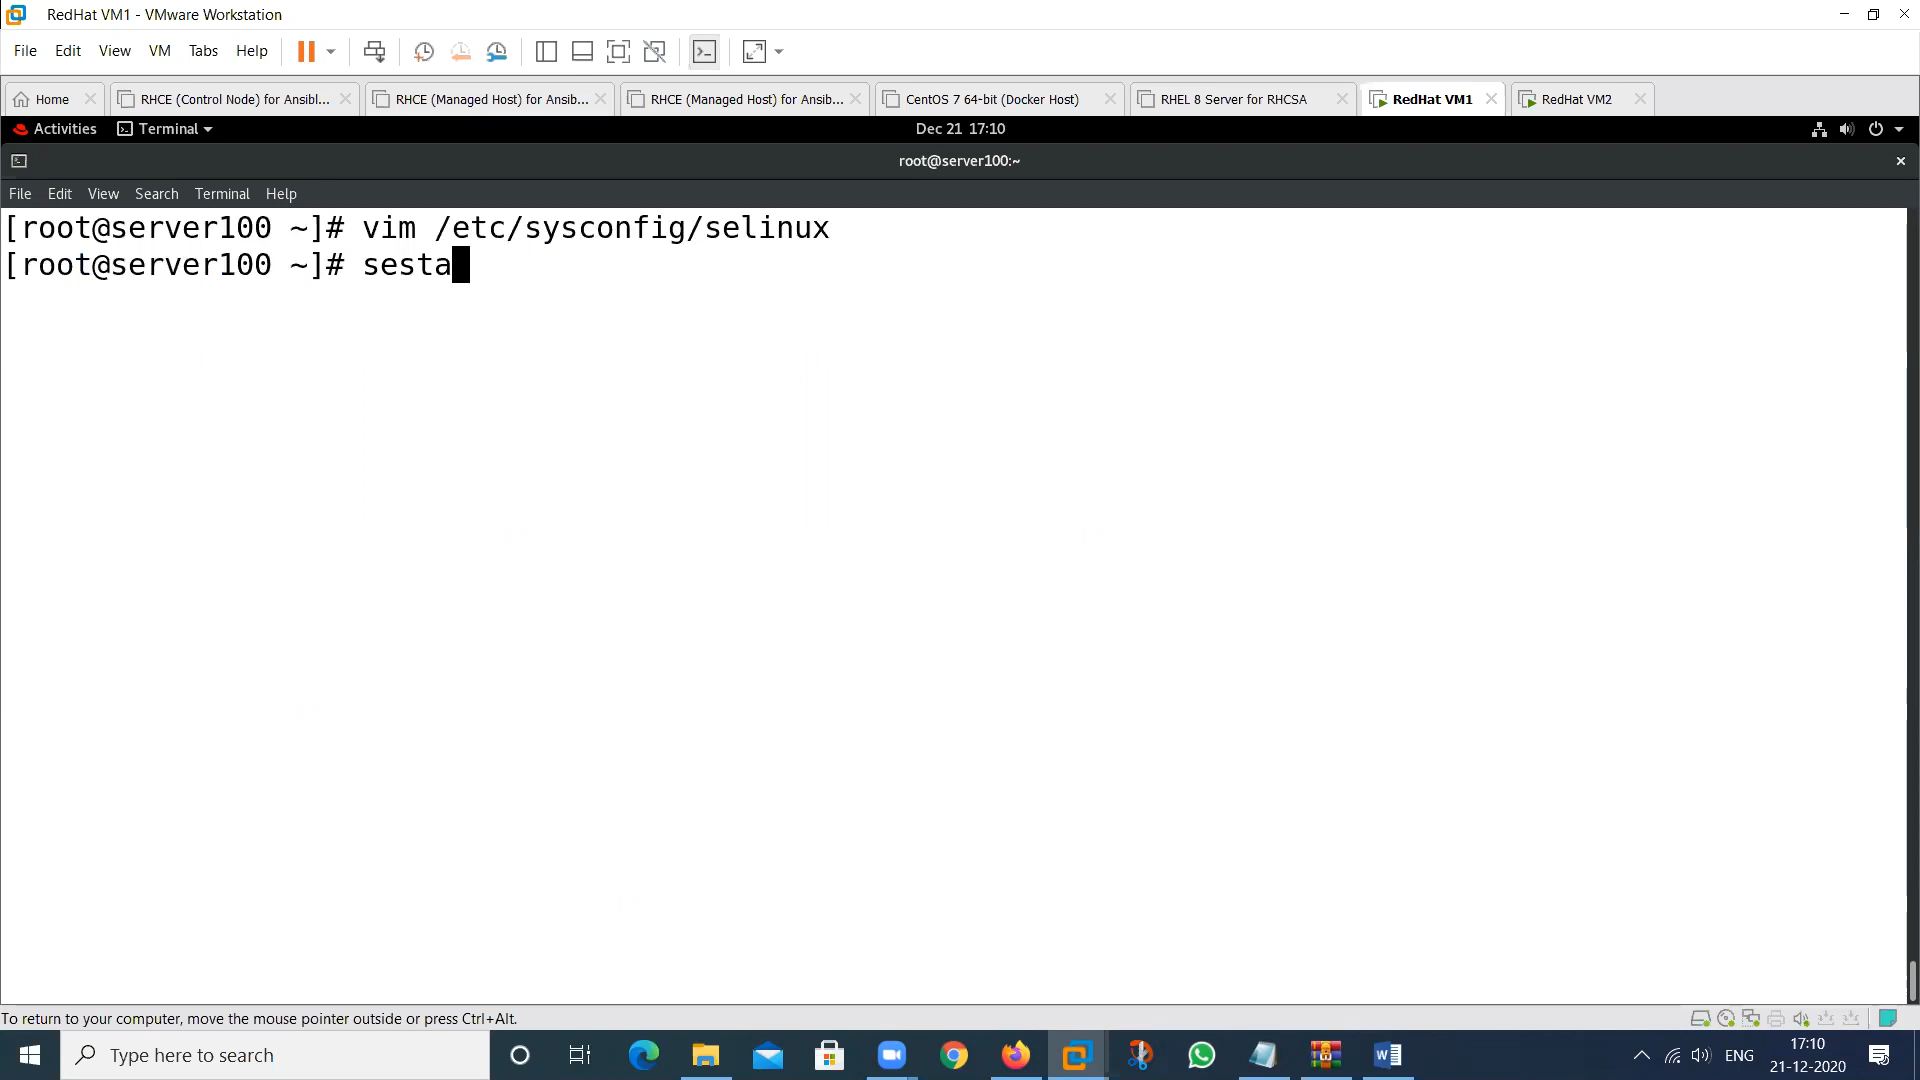 RedHat VM1 - VMware Workstation
File Edit View VM Tabs Help
Home RHCE (Control Node) for Ansibl... RHCE (Managed Host) for Ansib... RHCE (Managed Host) for Ansib... CentOS 7 64-bit (Docker Host) RHEL 8 Server for RHCSA RedHat VM1 RedHat VM2
Activities Terminal Dec 21 17:10
root@server100:~
File Edit View Search Terminal Help
[root@server100 ~]# vim /etc/sysconfig/selinux
[root@server100 ~]# sesta
To return to your computer, move the mouse pointer outside or press Ctrl+Alt.
Type here to search ENG 17:10
21-12-2020